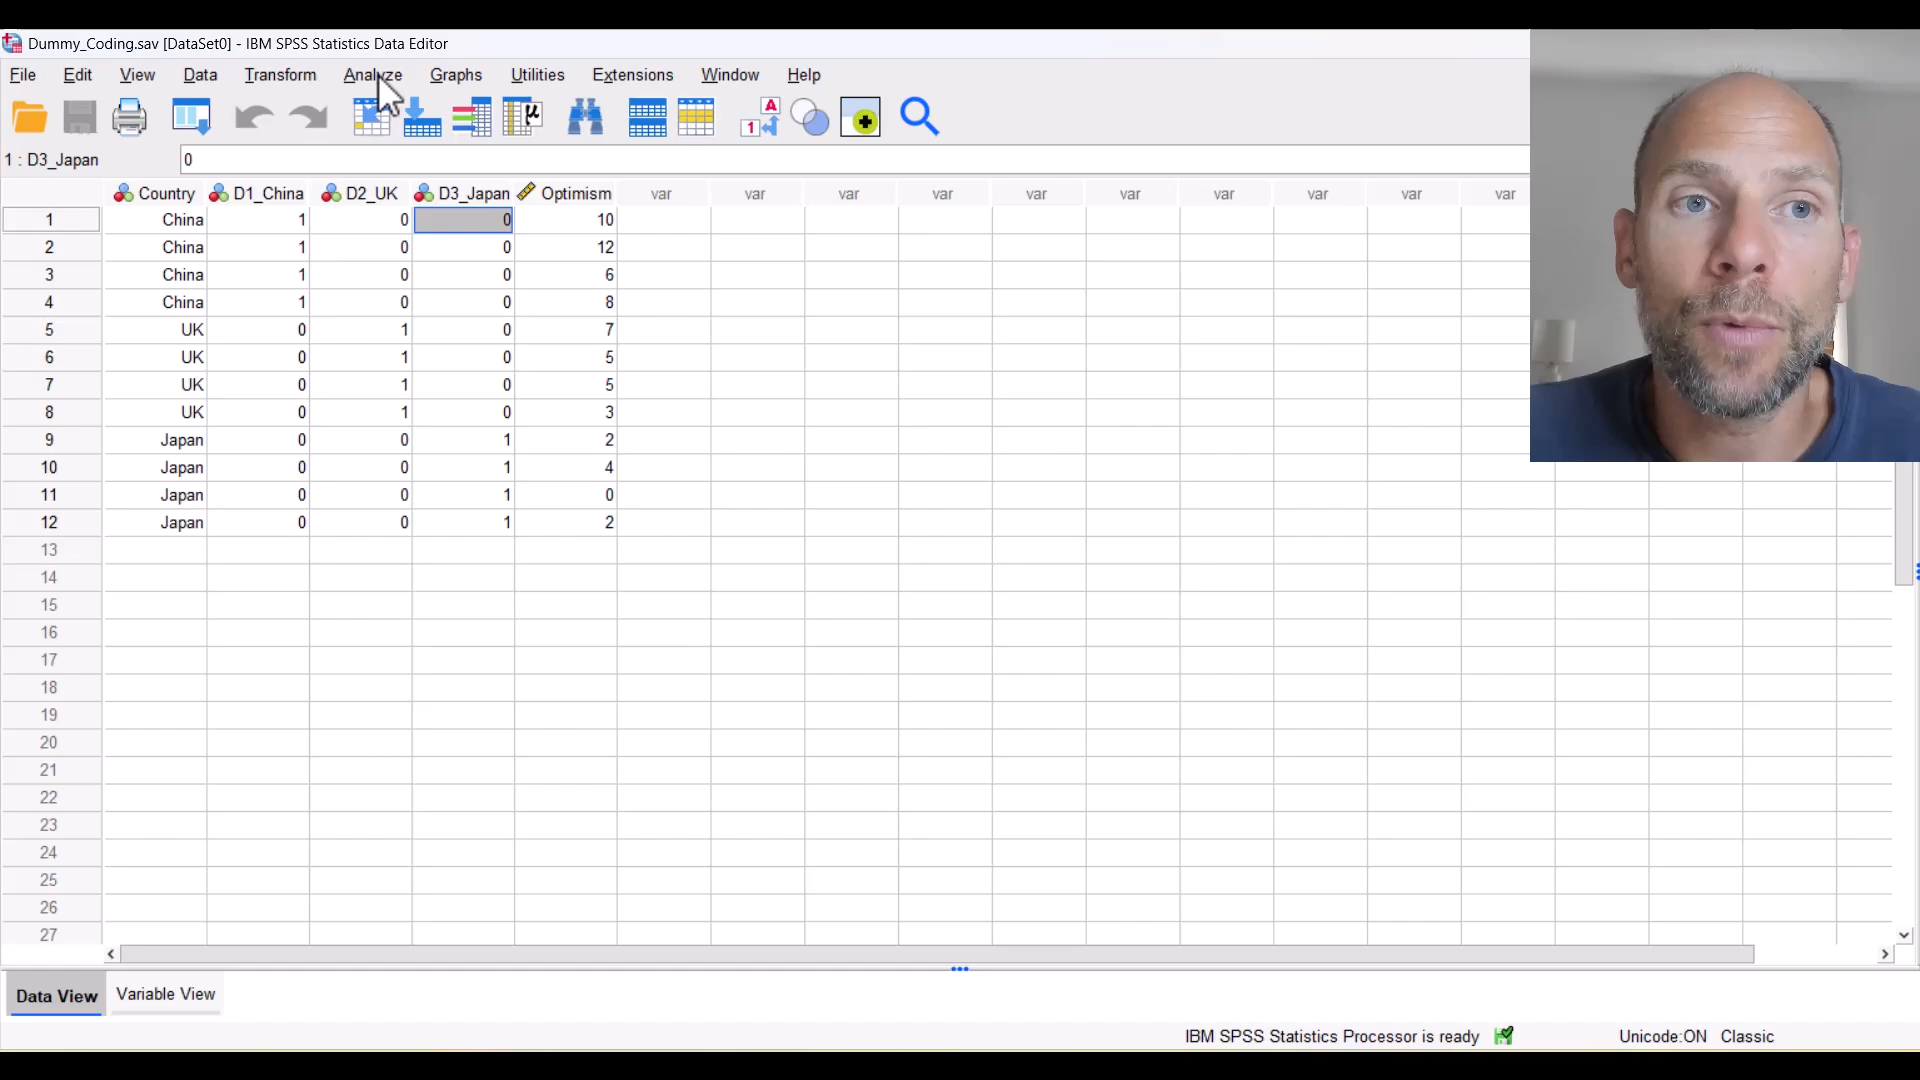 Dummy_Coding.sav [DataSet0] - IBM SPSS Statistics Data Editor
File Edit View Data Transform Analyze Graphs Utilities Extensions Window Help
1 : D3_Japan 0
Country D1_China D2_UK D3_Japan Optimism var var var var var var var var var var
1 China 1 0 0 10
2 China 1 0 0 12
3 China 1 0 0 6
4 China 1 0 0 8
5 UK 0 1 0 7
6 UK 0 1 0 5
7 UK 0 1 0 5
8 UK 0 1 0 3
9 Japan 0 0 1 2
10 Japan 0 0 1 4
11 Japan 0 0 1 0
12 Japan 0 0 1 2
13
14
15
16
17
18
19
20
21
22
23
24
25
26
27
Data View Variable View
IBM SPSS Statistics Processor is ready Unicode:ON Classic